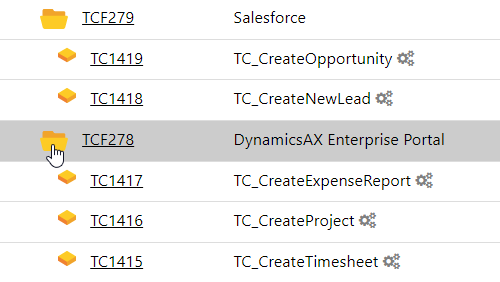 TCF279 Salesforce
TC1419 TC_CreateOpportunity
TC1418 TC_CreateNewLead
TCF278 DynamicsAX Enterprise Portal
TC1417 TC_CreateExpenseReport
TC1416 TC_CreateProject
TC1415 TC_CreateTimesheet